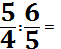 5/4 : 6/5 =